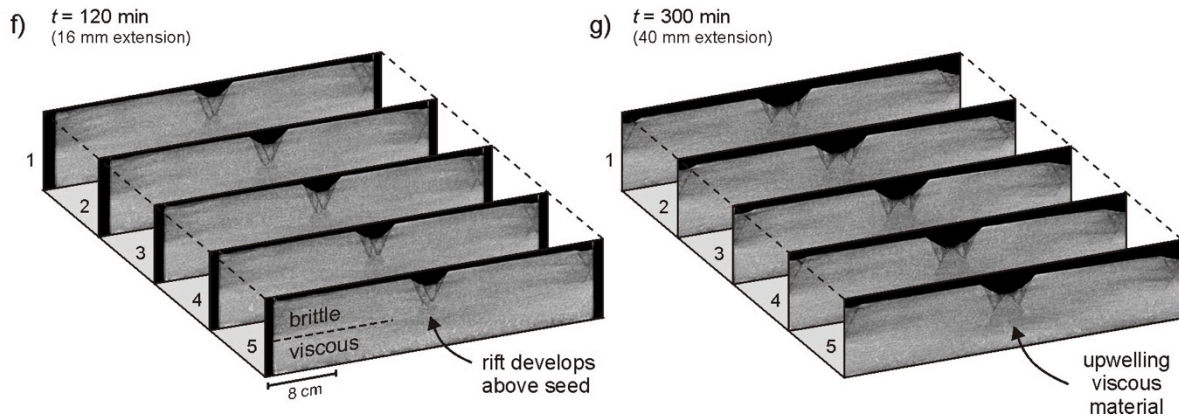 f)
t = 120 min
(16 mm extension)
1
2
3
4
5
brittle
viscous
8 cm
rift develops
above seed
g)
t = 300 min
(40 mm extension)
1
2
3
4
5
upwelling
viscous
material